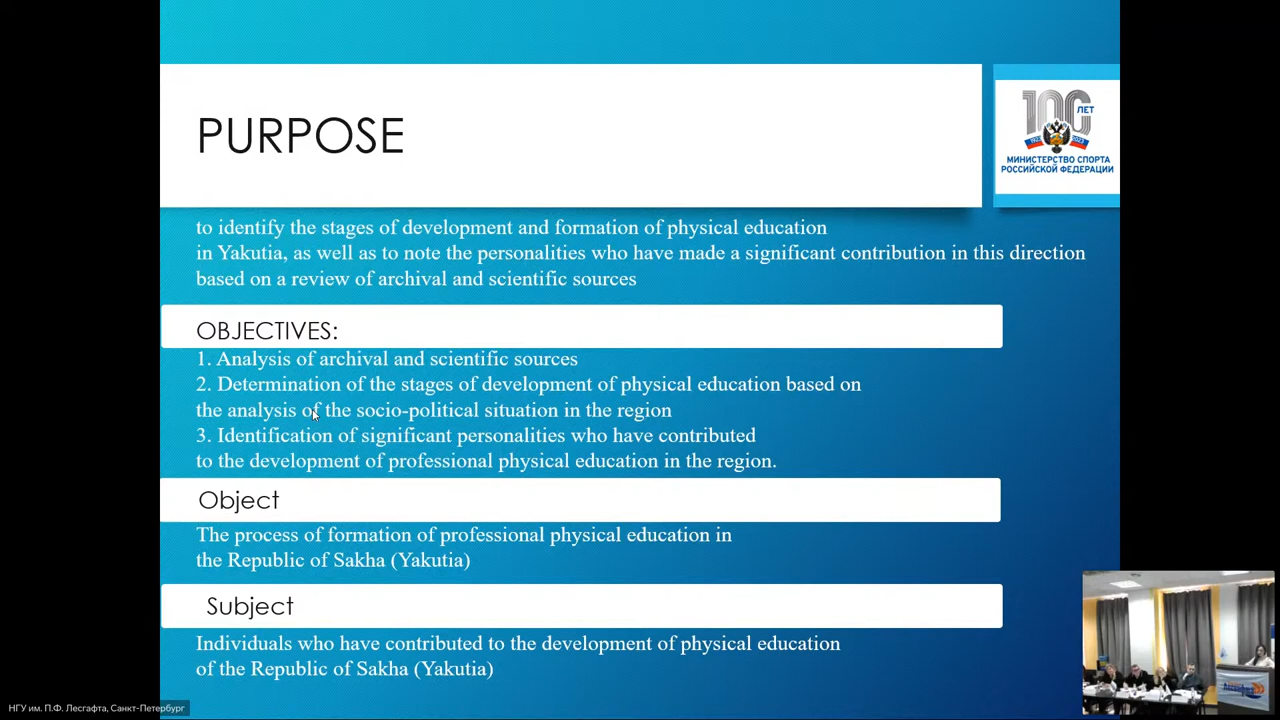 PURPOSE
100 ЛЕТ
МИНИСТЕРСТВО СПОРТА
РОССИЙСКОЙ ФЕДЕРАЦИИ
to identify the stages of development and formation of physical education
in Yakutia, as well as to note the personalities who have made a significant contribution in this direction
based on a review of archival and scientific sources
OBJECTIVES:
1. Analysis of archival and scientific sources
2. Determination of the stages of development of physical education based on
the analysis of the socio-political situation in the region
3. Identification of significant personalities who have contributed
to the development of professional physical education in the region.
Object
The process of formation of professional physical education in
the Republic of Sakha (Yakutia)
Subject
Individuals who have contributed to the development of physical education
of the Republic of Sakha (Yakutia)
НГУ им. П.Ф. Лесгафта, Санкт-Петербург